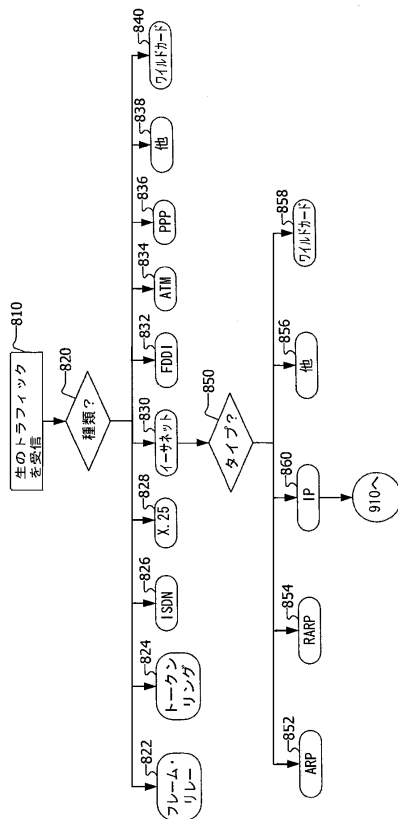 生のトラフィック
を受信
810
種類？
820
フレーム・
リレー
822
トークン
リング
824
ISDN
826
X.25
828
イーサネット
830
FDDI
832
ATM
834
PPP
836
他
838
ワイルドカード
840
タイプ？
850
ARP
852
RARP
854
IP
860
他
856
ワイルドカード
858
910へ